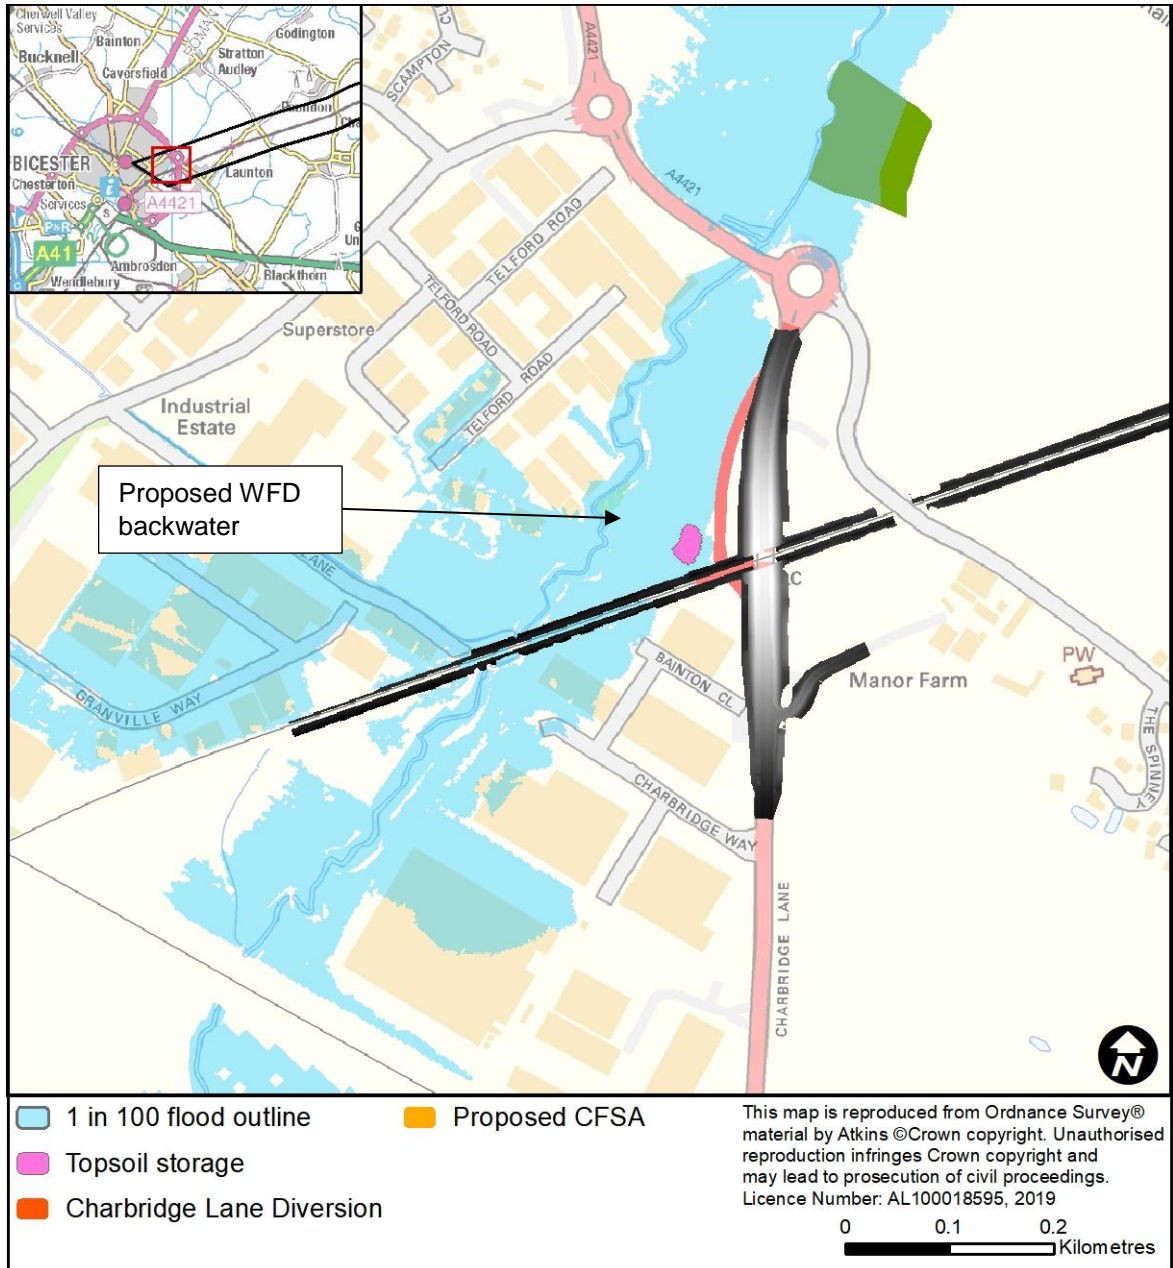 Cherwell Valley
Services
Bainton
Godington
Bucknell
Stratton
Audley
Caversfield
ROMAN
BICESTER
Launton
Chesterton
Services
A4421
P&R
A41
Ambrosden
Wendlebury
Blackthorn
SCAMPTON
A4421
A4421
TELFORD ROAD
TELFORD ROAD
TELFORD ROAD
Superstore
Industrial
Estate
Proposed WFD
backwater
LANE
GRANVILLE WAY
BAINTON CL
Manor Farm
PW
THE SPINNEY
CHARBRIDGE WAY
CHARBRIDGE LANE
N
1 in 100 flood outline
Proposed CFSA
Topsoil storage
Charbridge Lane Diversion
This map is reproduced from Ordnance Survey®
material by Atkins ©Crown copyright. Unauthorised
reproduction infringes Crown copyright and
may lead to prosecution of civil proceedings.
Licence Number: AL100018595, 2019
0 0.1 0.2
Kilometres